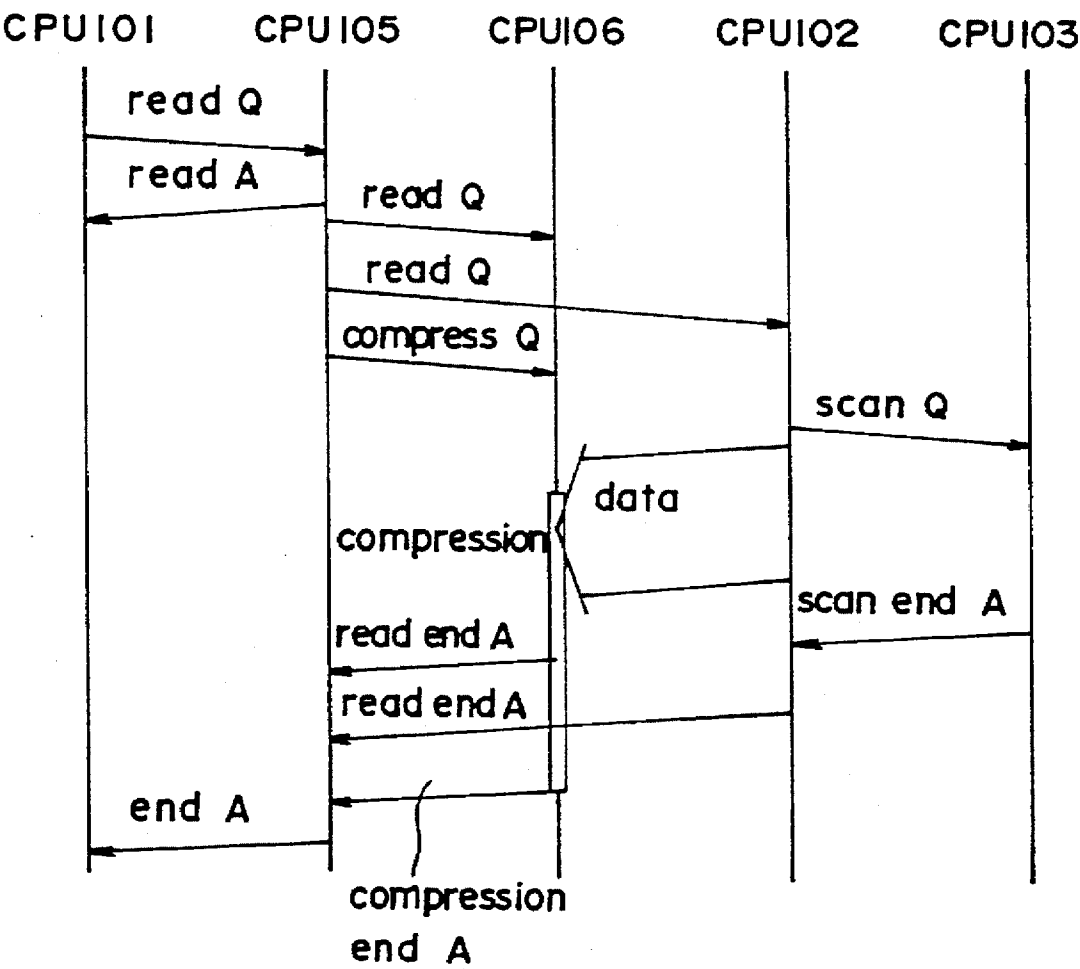 CPU101 CPU105 CPU106 CPU102 CPU103
read Q
read A
read Q
read Q
compress Q
scan Q
data
compression
scan end A
read end A
read end A
end A
compression
end A